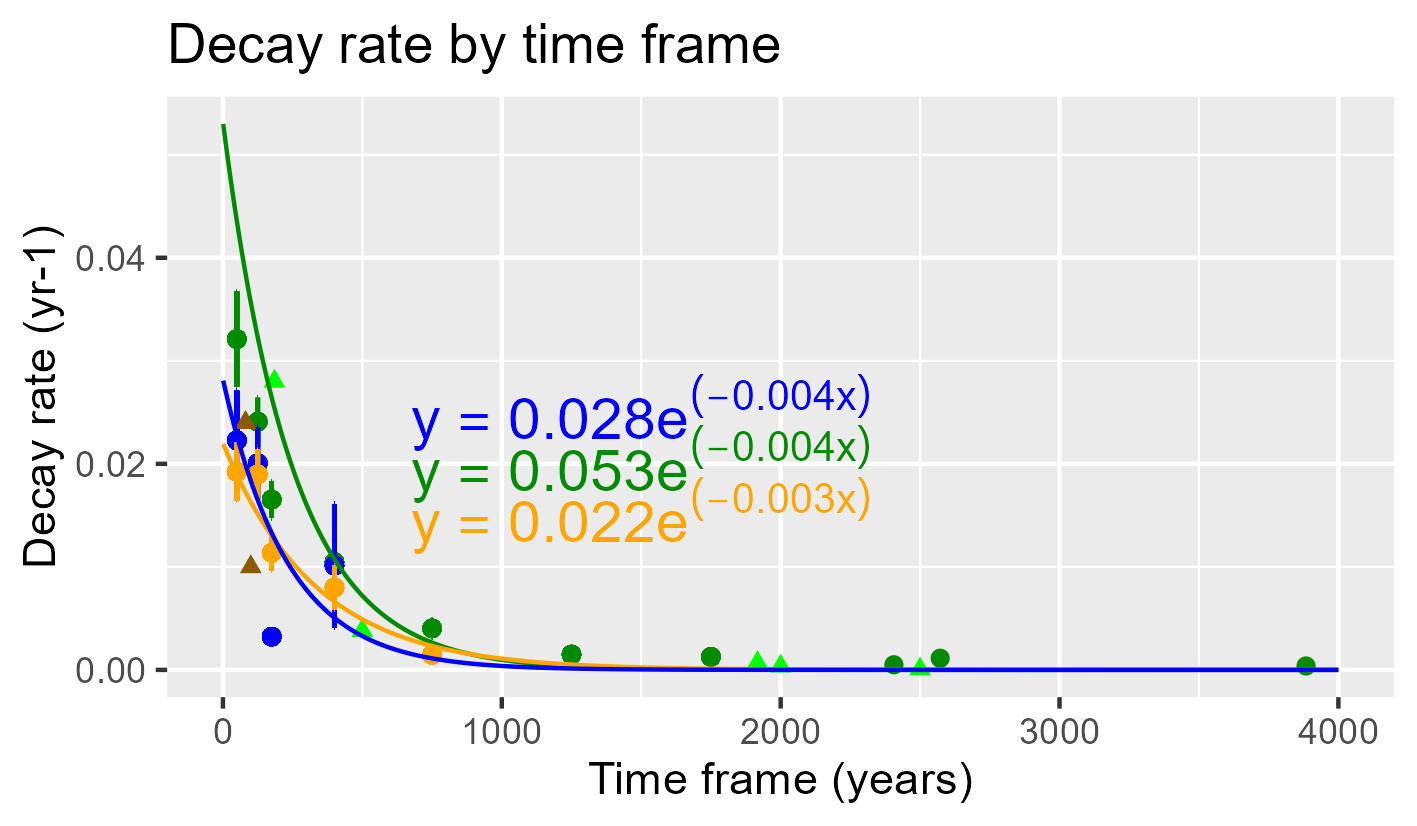 Decay rate by time frame
Decay rate (yr-1)
0.04
0.02
0.00
y = 0.028e(−0.004x)
y = 0.053e(−0.004x)
y = 0.022e(−0.003x)
0 1000 2000 3000 4000
Time frame (years)